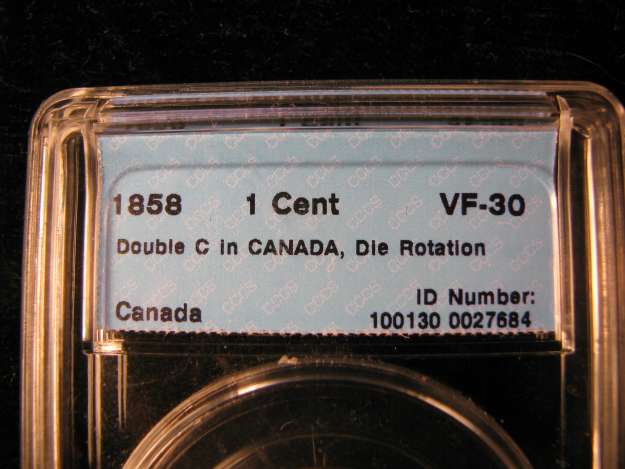 1858 1 Cent VF-30
Double C in CANADA, Die Rotation
ID Number:
Canada 100130 0027684